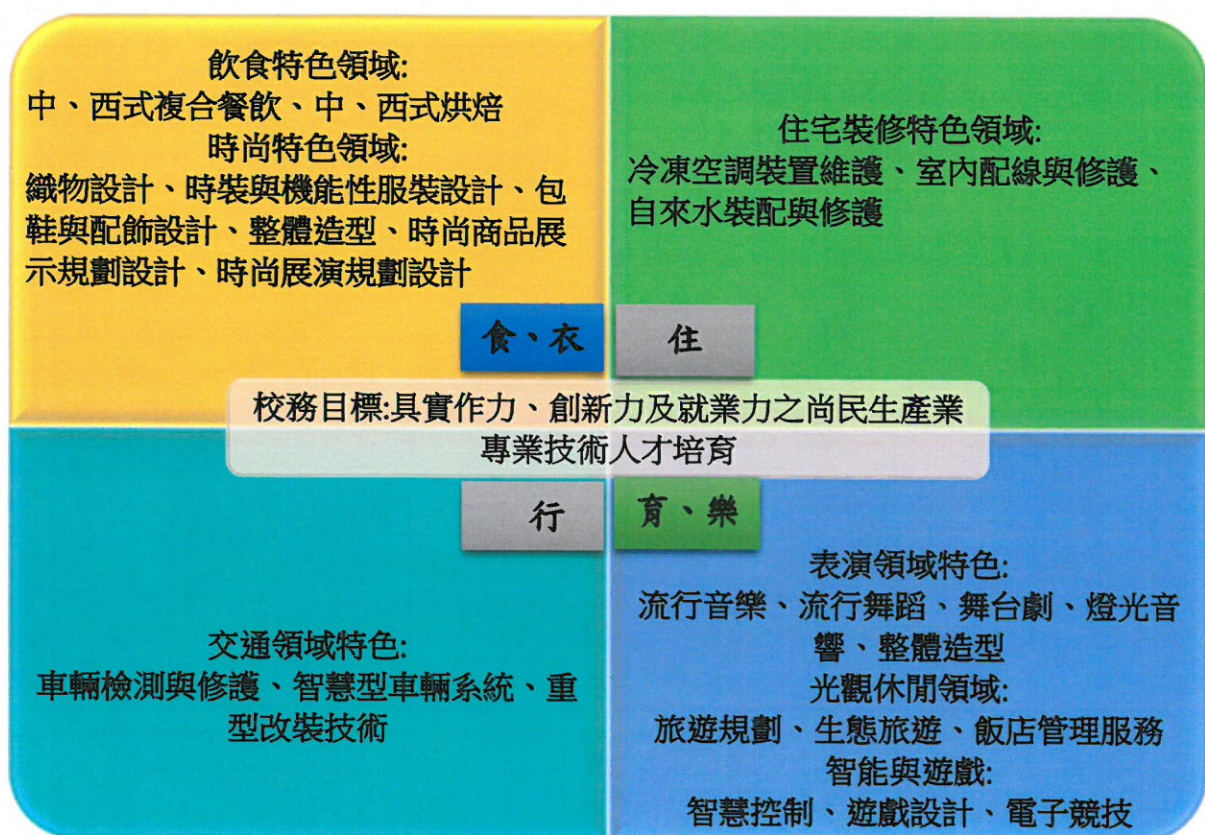 飲食特色領域:
中、西式複合餐飲、中、西式烘焙
時尚特色領域:
織物設計、時裝與機能性服裝設計、包
鞋與配飾設計、整體造型、時尚商品展
示規劃設計、時尚展演規劃設計
食、衣
住宅裝修特色領域:
冷凍空調裝置維護、室內配線與修護、
自來水裝配與修護
住
校務目標:具實作力、創新力及就業力之尚民生產業
專業技術人才培育
行
交通領域特色:
車輛檢測與修護、智慧型車輛系統、重
型改裝技術
育、樂
表演領域特色:
流行音樂、流行舞蹈、舞台劇、燈光音
響、整體造型
光觀休閒領域:
旅遊規劃、生態旅遊、飯店管理服務
智能與遊戲:
智慧控制、遊戲設計、電子競技